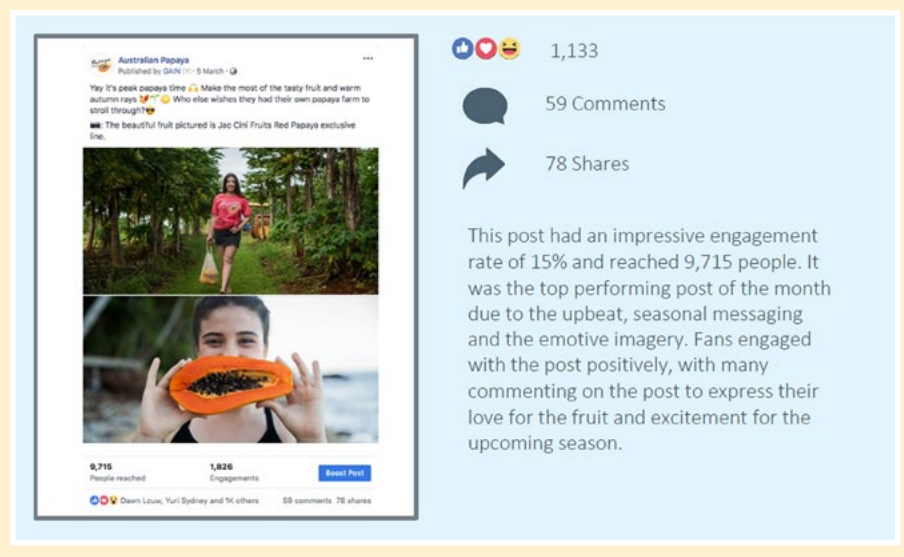 Australian Papaya
Published by GAIN · 5 March ·
Yay it's peak papaya time Make the most of the tasty fruit and warm
autumn rays Who else wishes they had their own papaya farm to
stroll through?
: The beautiful fruit pictured is Jac Cini Fruits Red Papaya exclusive
line.
9,715
People reached
1,826
Engagements
Boost Post
Dawn Louw, Yuri Sydney and 1K others
59 comments 78 shares
1,133
59 Comments
78 Shares
This post had an impressive engagement
rate of 15% and reached 9,715 people. It
was the top performing post of the month
due to the upbeat, seasonal messaging
and the emotive imagery. Fans engaged
with the post positively, with many
commenting on the post to express their
love for the fruit and excitement for the
upcoming season.